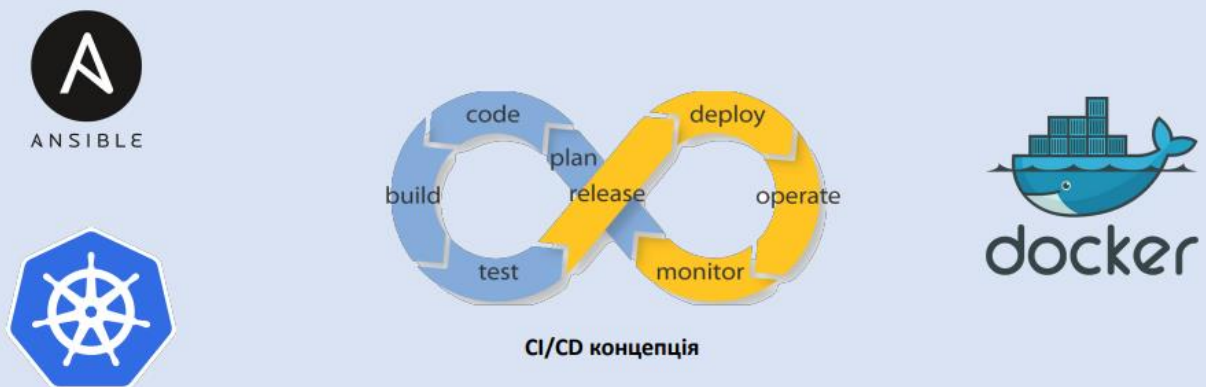 ANSIBLE
code
deploy
plan
build
release
operate
test
monitor
docker
CI/CD концепція